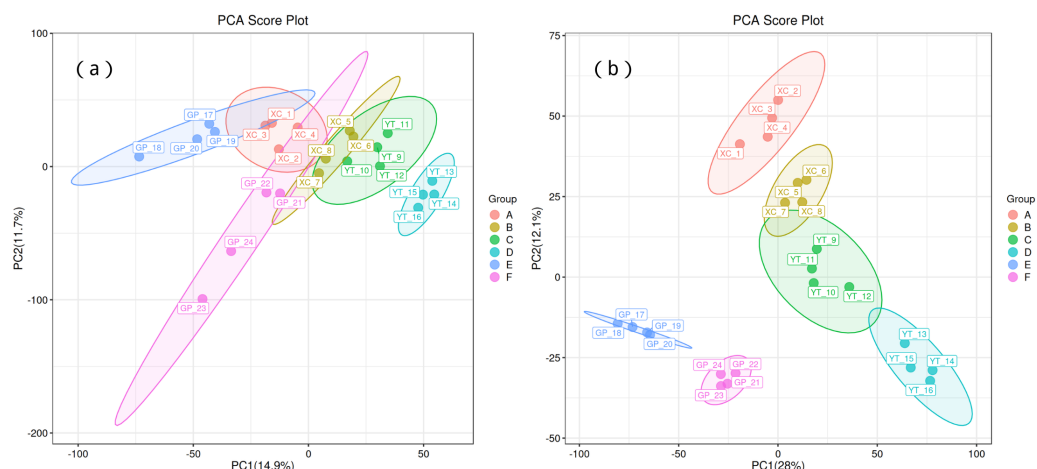 PCA Score Plot
(a)
PC2(11.7%)
100
0
-100
-200
GP_17
GP_18
GP_20
GP_19
XC_1
XC_3
XC_4
XC_2
XC_5
XC_6
XC_8
XC_7
YT_11
YT_9
YT_10
YT_12
YT_13
YT_15
YT_14
YT_16
GP_22
GP_21
GP_24
GP_23
-100
-50
0
50
PC1(14.9%)
Group
A
B
C
D
E
F
PCA Score Plot
(b)
PC2(12.1%)
75
50
25
0
-25
-50
XC_2
XC_3
XC_4
XC_1
XC_6
XC_5
XC_7
XC_8
YT_9
YT_11
YT_10
YT_12
GP_17
GP_18
GP_19
GP_20
YT_13
YT_15
YT_14
YT_16
GP_24
GP_22
GP_23
GP_21
-100
-50
0
50
100
PC1(28%)
Group
A
B
C
D
E
F